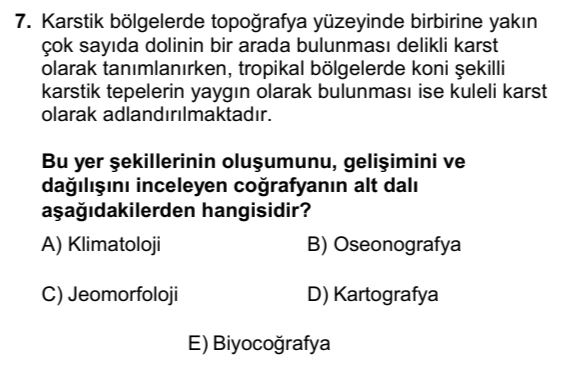 7. Karstik bölgelerde topoğrafya yüzeyinde birbirine yakın
çok sayıda dolinin bir arada bulunması delikli karst
olarak tanımlanırken, tropikal bölgelerde koni şekilli
karstik tepelerin yaygın olarak bulunması ise kuleli karst
olarak adlandırılmaktadır.
Bu yer şekillerinin oluşumunu, gelişimini ve
dağılışını inceleyen coğrafyanın alt dalı
aşağıdakilerden hangisidir?
A) Klimatoloji B) Oseonografya
C) Jeomorfoloji D) Kartografya
E) Biyocoğrafya